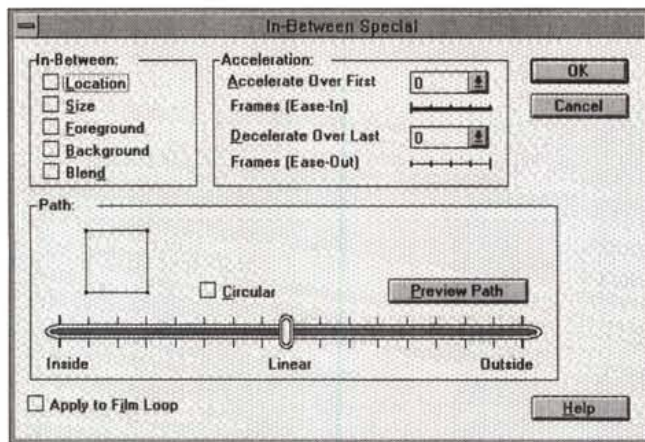 In-Between Special
In-Between:
Location
Size
Foreground
Background
Blend
Acceleration:
Accelerate Over First 0
Frames (Ease-In)
Decelerate Over Last 0
Frames (Ease-Out)
OK
Cancel
Path:
Circular
Preview Path
Inside Linear Outside
Apply to Film Loop
Help